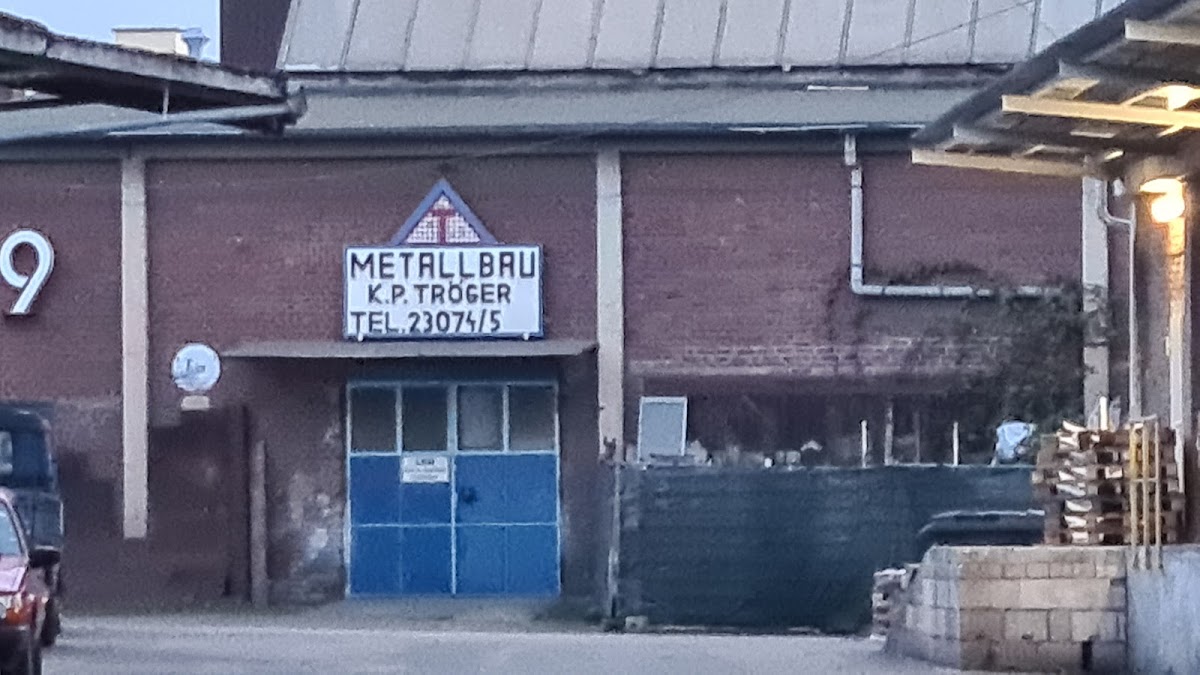 9
T
METALLBAU
K.P. TRÖGER
TEL.23074/5